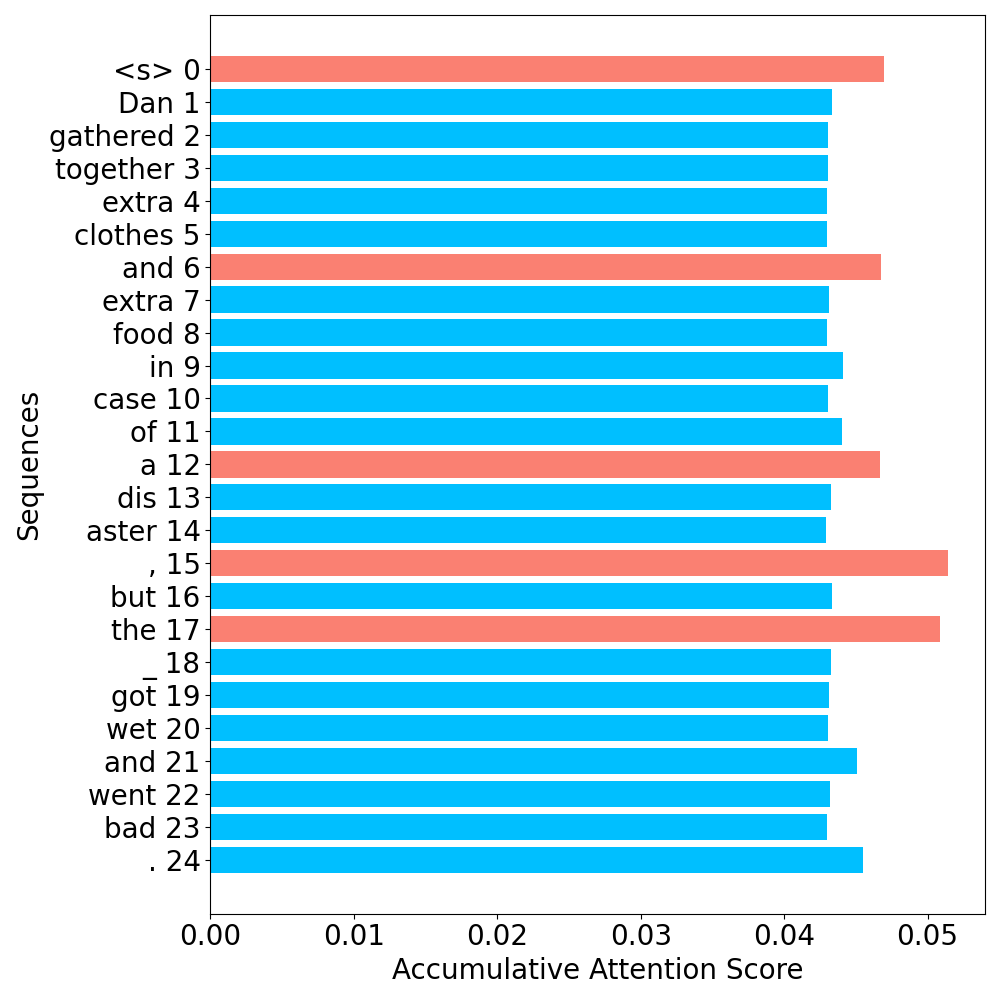 <s> 0
Dan 1
gathered 2
together 3
extra 4
clothes 5
and 6
extra 7
food 8
in 9
case 10
of 11
a 12
dis 13
aster 14
, 15
but 16
the 17
_ 18
got 19
wet 20
and 21
went 22
bad 23
. 24
Sequences
0.00 0.01 0.02 0.03 0.04 0.05
Accumulative Attention Score